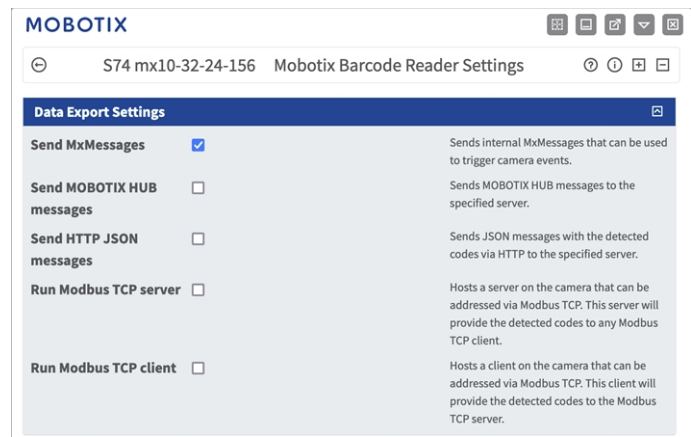 MOBOTIX
S74 mx10-32-24-156 Mobotix Barcode Reader Settings
Data Export Settings
Send MxMessages
Sends internal MxMessages that can be used
to trigger camera events.
Send MOBOTIX HUB
messages
Sends MOBOTIX HUB messages to the
specified server.
Send HTTP JSON
messages
Sends JSON messages with the detected
codes via HTTP to the specified server.
Run Modbus TCP server
Hosts a server on the camera that can be
addressed via Modbus TCP. This server will
provide the detected codes to any Modbus
TCP client.
Run Modbus TCP client
Hosts a client on the camera that can be
addressed via Modbus TCP. This client will
provide the detected codes to the Modbus
TCP server.